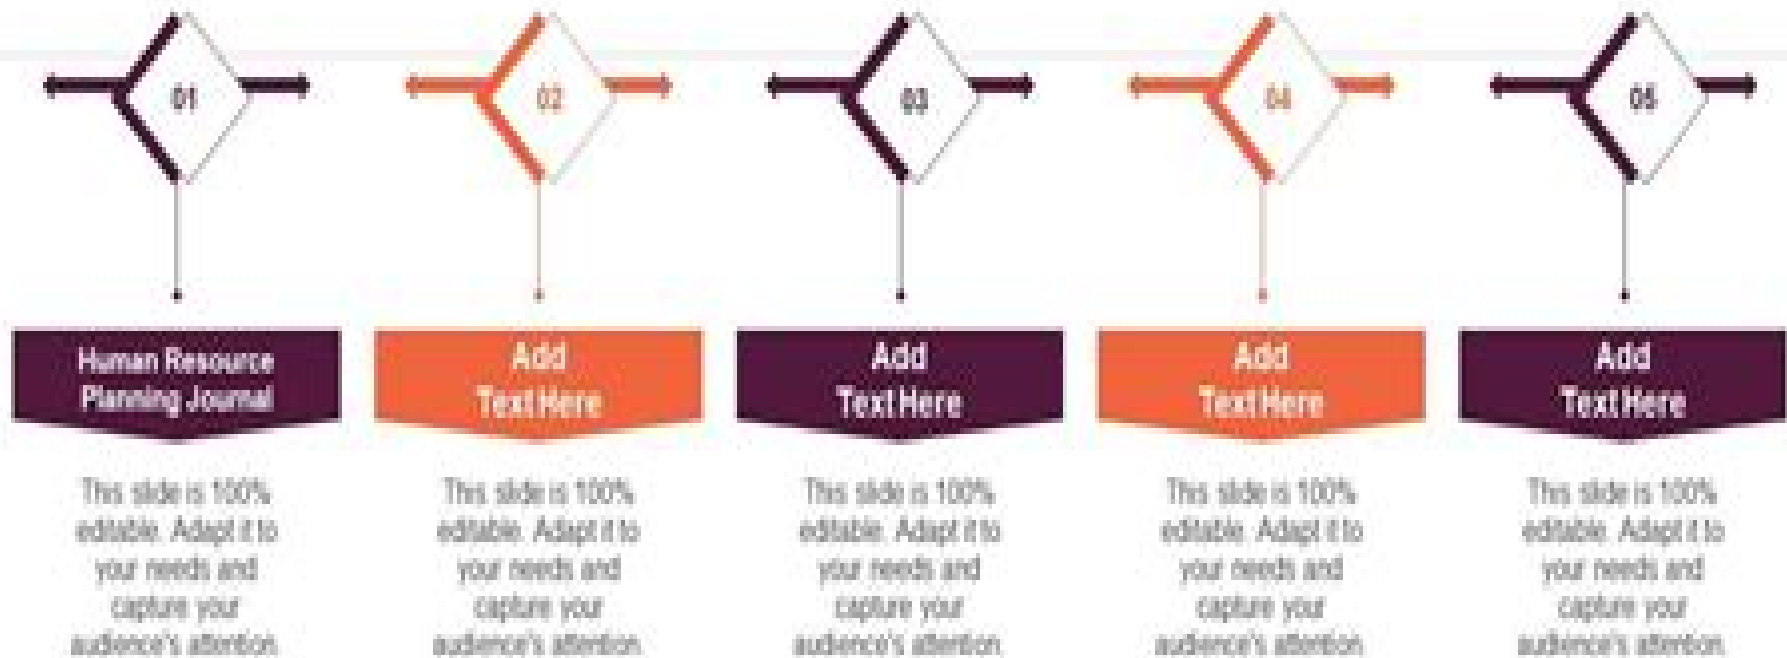 01
02
03
04
05
Human Resource
Planning Journal
Add
Text Here
Add
Text Here
Add
Text Here
Add
Text Here
This slide is 100%
editable. Adapt it to
your needs and
capture your
audience's attention.
This slide is 100%
editable. Adapt it to
your needs and
capture your
audience's attention.
This slide is 100%
editable. Adapt it to
your needs and
capture your
audience's attention.
This slide is 100%
editable. Adapt it to
your needs and
capture your
audience's attention.
This slide is 100%
editable. Adapt it to
your needs and
capture your
audience's attention.